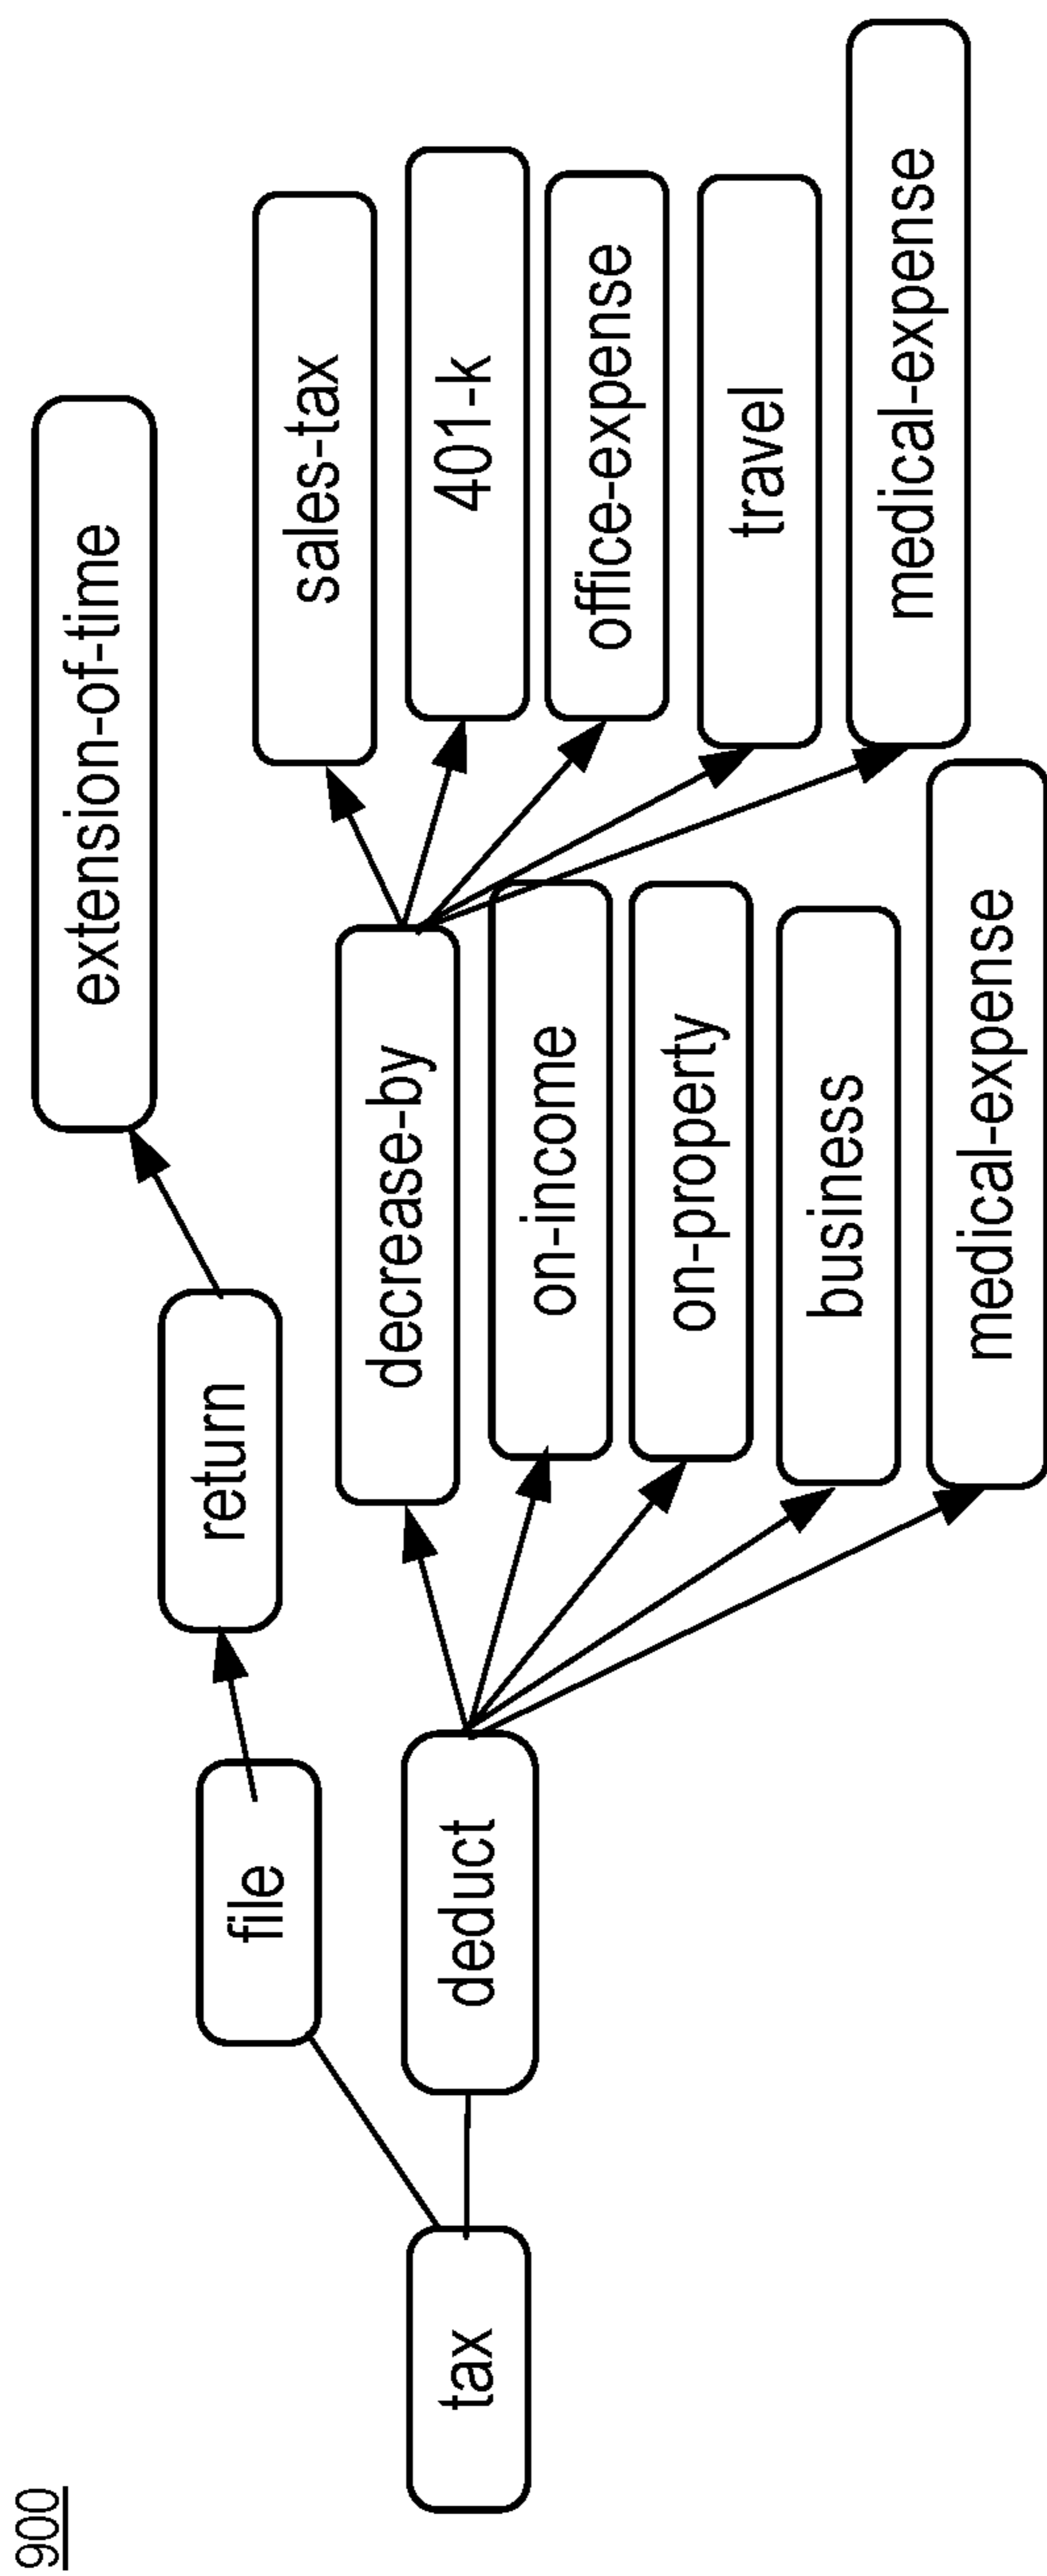 900
tax
file
return
extension-of-time
deduct
decrease-by
on-income
on-property
business
medical-expense
sales-tax
401-k
office-expense
travel
medical-expense